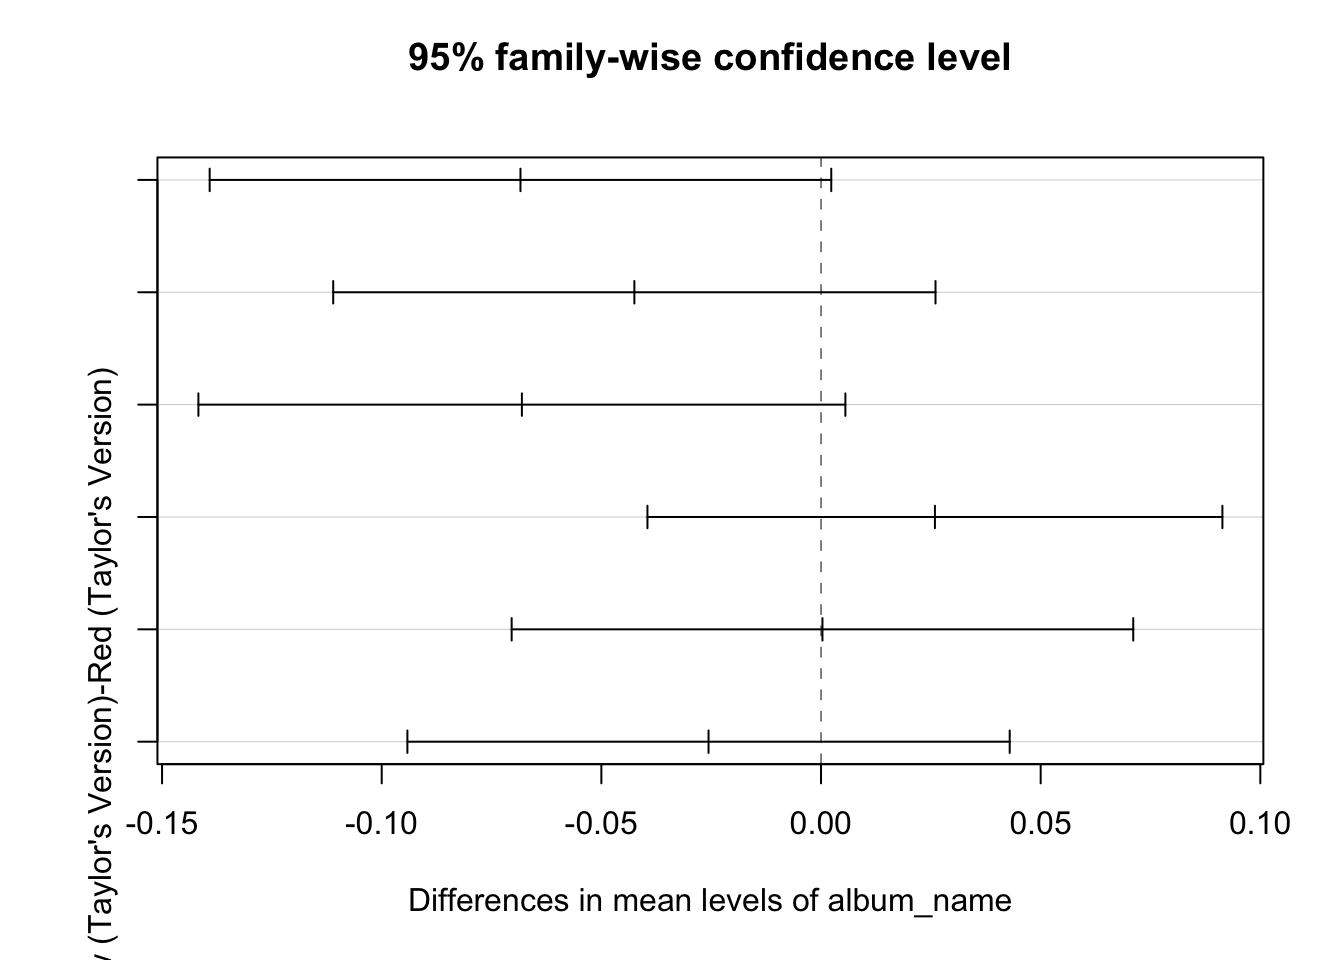 95% family-wise confidence level
(Taylor's Version)-Red (Taylor's Version)
-0.15 -0.10 -0.05 0.00 0.05 0.10
Differences in mean levels of album_name